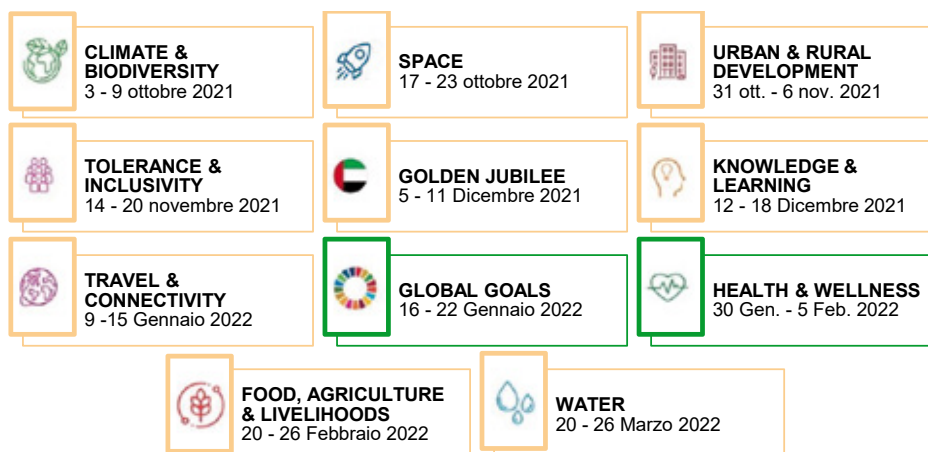 CLIMATE &
BIODIVERSITY
3 - 9 ottobre 2021
SPACE
17 - 23 ottobre 2021
URBAN & RURAL
DEVELOPMENT
31 ott. - 6 nov. 2021
TOLERANCE &
INCLUSIVITY
14 - 20 novembre 2021
GOLDEN JUBILEE
5 - 11 Dicembre 2021
KNOWLEDGE &
LEARNING
12 - 18 Dicembre 2021
TRAVEL &
CONNECTIVITY
9 -15 Gennaio 2022
GLOBAL GOALS
16 - 22 Gennaio 2022
HEALTH & WELLNESS
30 Gen. - 5 Feb. 2022
FOOD, AGRICULTURE
& LIVELIHOODS
20 - 26 Febbraio 2022
WATER
20 - 26 Marzo 2022